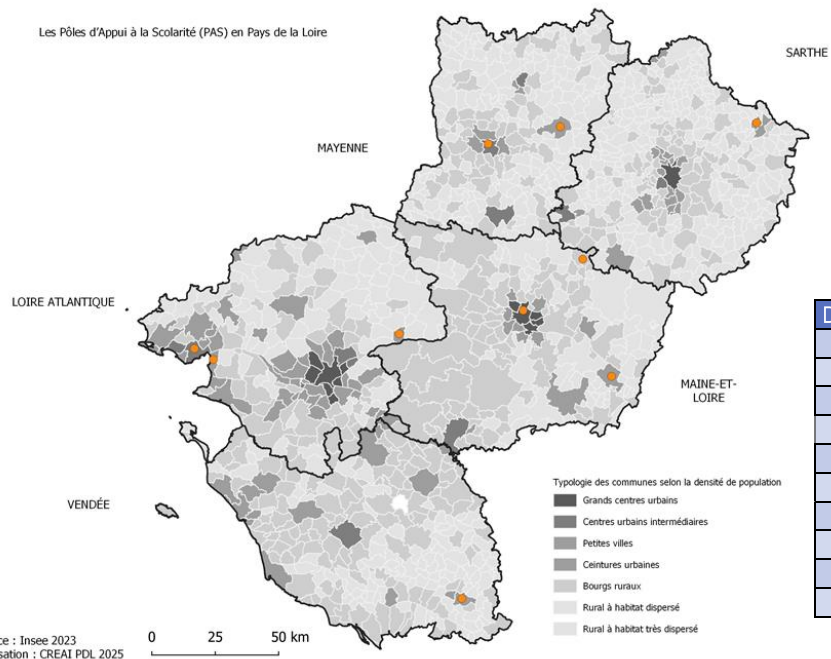 Les Pôles d'Appui à la Scolarité (PAS) en Pays de la Loire
SARTHE
MAYENNE
LOIRE ATLANTIQUE
MAINE-ET-
LOIRE
VENDÉE
Typologie des communes selon la densité de population
Grands centres urbains
Centres urbains intermédiaires
Petites villes
Ceintures urbaines
Bourgs ruraux
Rural à habitat dispersé
Rural à habitat très dispersé
: Insee 2023
: CREAI PDL 2025
0 25 50 km